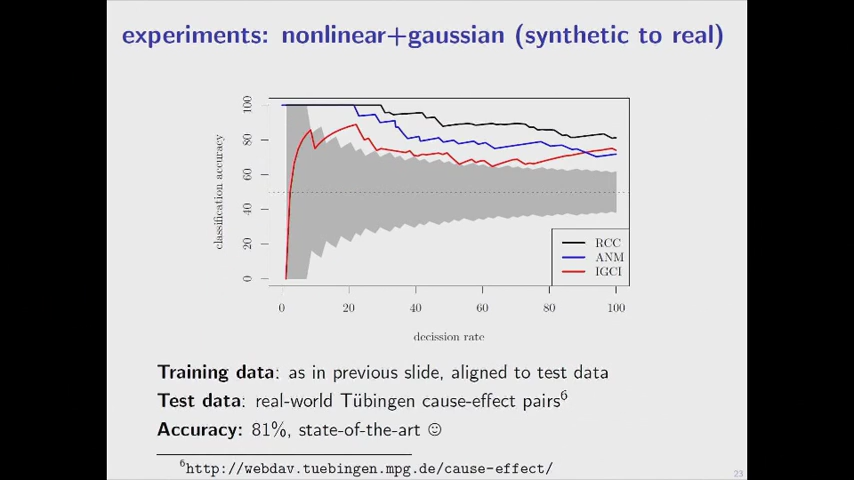 experiments: nonlinear+gaussian (synthetic to real)
classification accuracy
100
80
60
40
20
0
RCC
ANM
IGCI
0 20 40 60 80 100
decission rate
Training data: as in previous slide, aligned to test data
Test data: real-world Tübingen cause-effect pairs⁶
Accuracy: 81%, state-of-the-art ☺
⁶http://webdav.tuebingen.mpg.de/cause-effect/
23